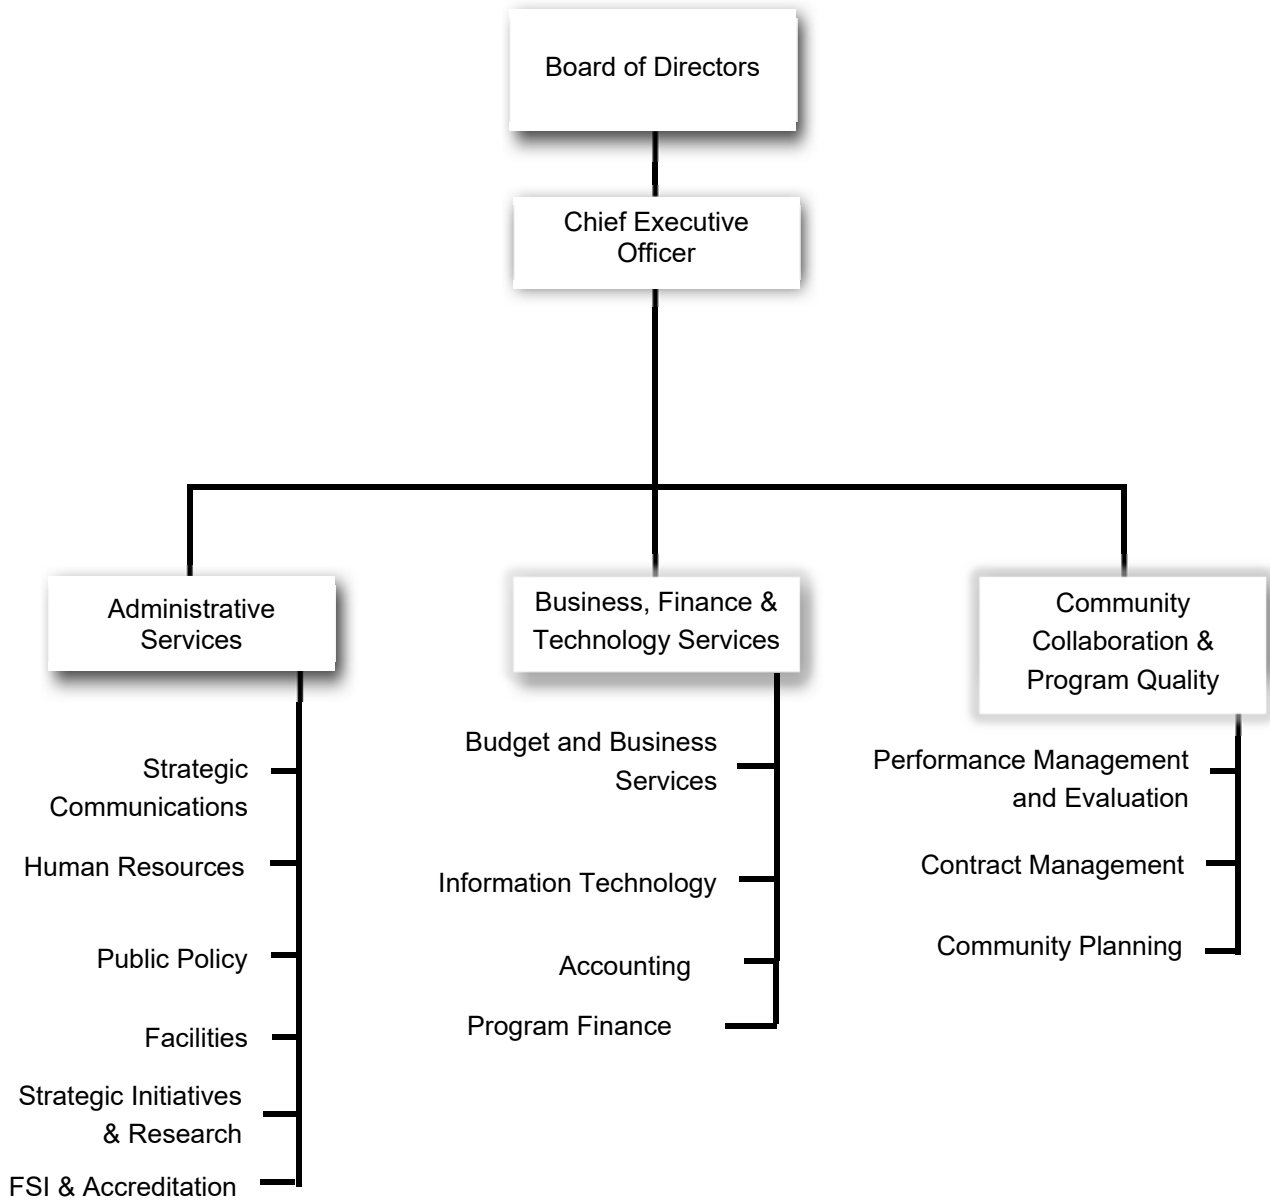 Board of Directors
Chief Executive
Officer
Administrative
Services
Strategic
Communications
Human Resources
Public Policy
Facilities
Strategic Initiatives
& Research
FSI & Accreditation
Business, Finance &
Technology Services
Budget and Business
Services
Information Technology
Accounting
Program Finance
Community
Collaboration &
Program Quality
Performance Management
and Evaluation
Contract Management
Community Planning